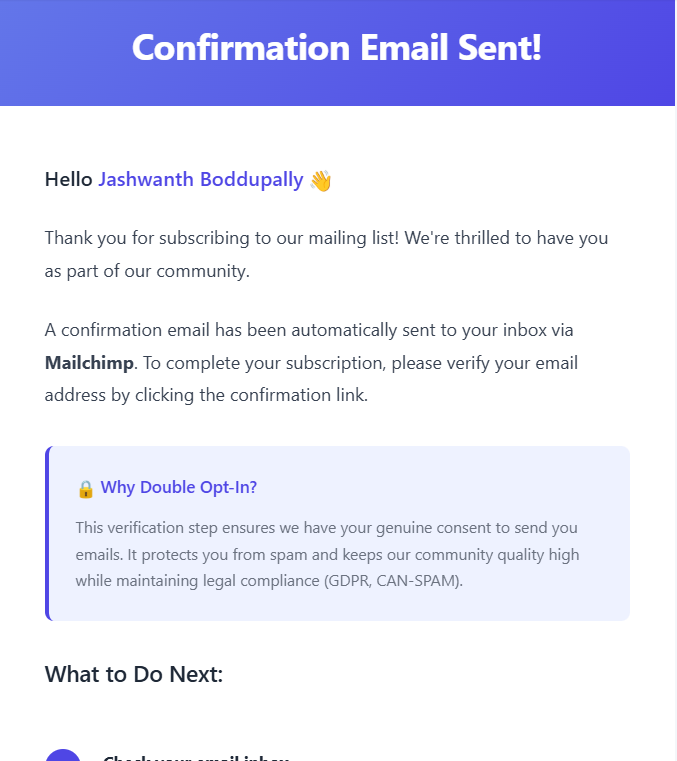 Confirmation Email Sent!
Hello Jashwanth Boddupally 👋
Thank you for subscribing to our mailing list! We're thrilled to have you
as part of our community.
A confirmation email has been automatically sent to your inbox via
Mailchimp. To complete your subscription, please verify your email
address by clicking the confirmation link.
🔒 Why Double Opt-In?
This verification step ensures we have your genuine consent to send you
emails. It protects you from spam and keeps our community quality high
while maintaining legal compliance (GDPR, CAN-SPAM).
What to Do Next:
Check your email inbox